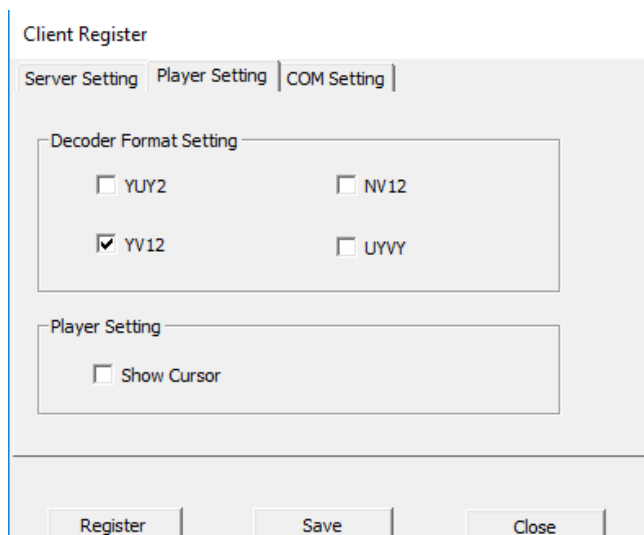 Client Register
Server Setting Player Setting COM Setting
Decoder Format Setting
YUY2 NV12
YV12 UYVY
Player Setting
Show Cursor
Register Save Close